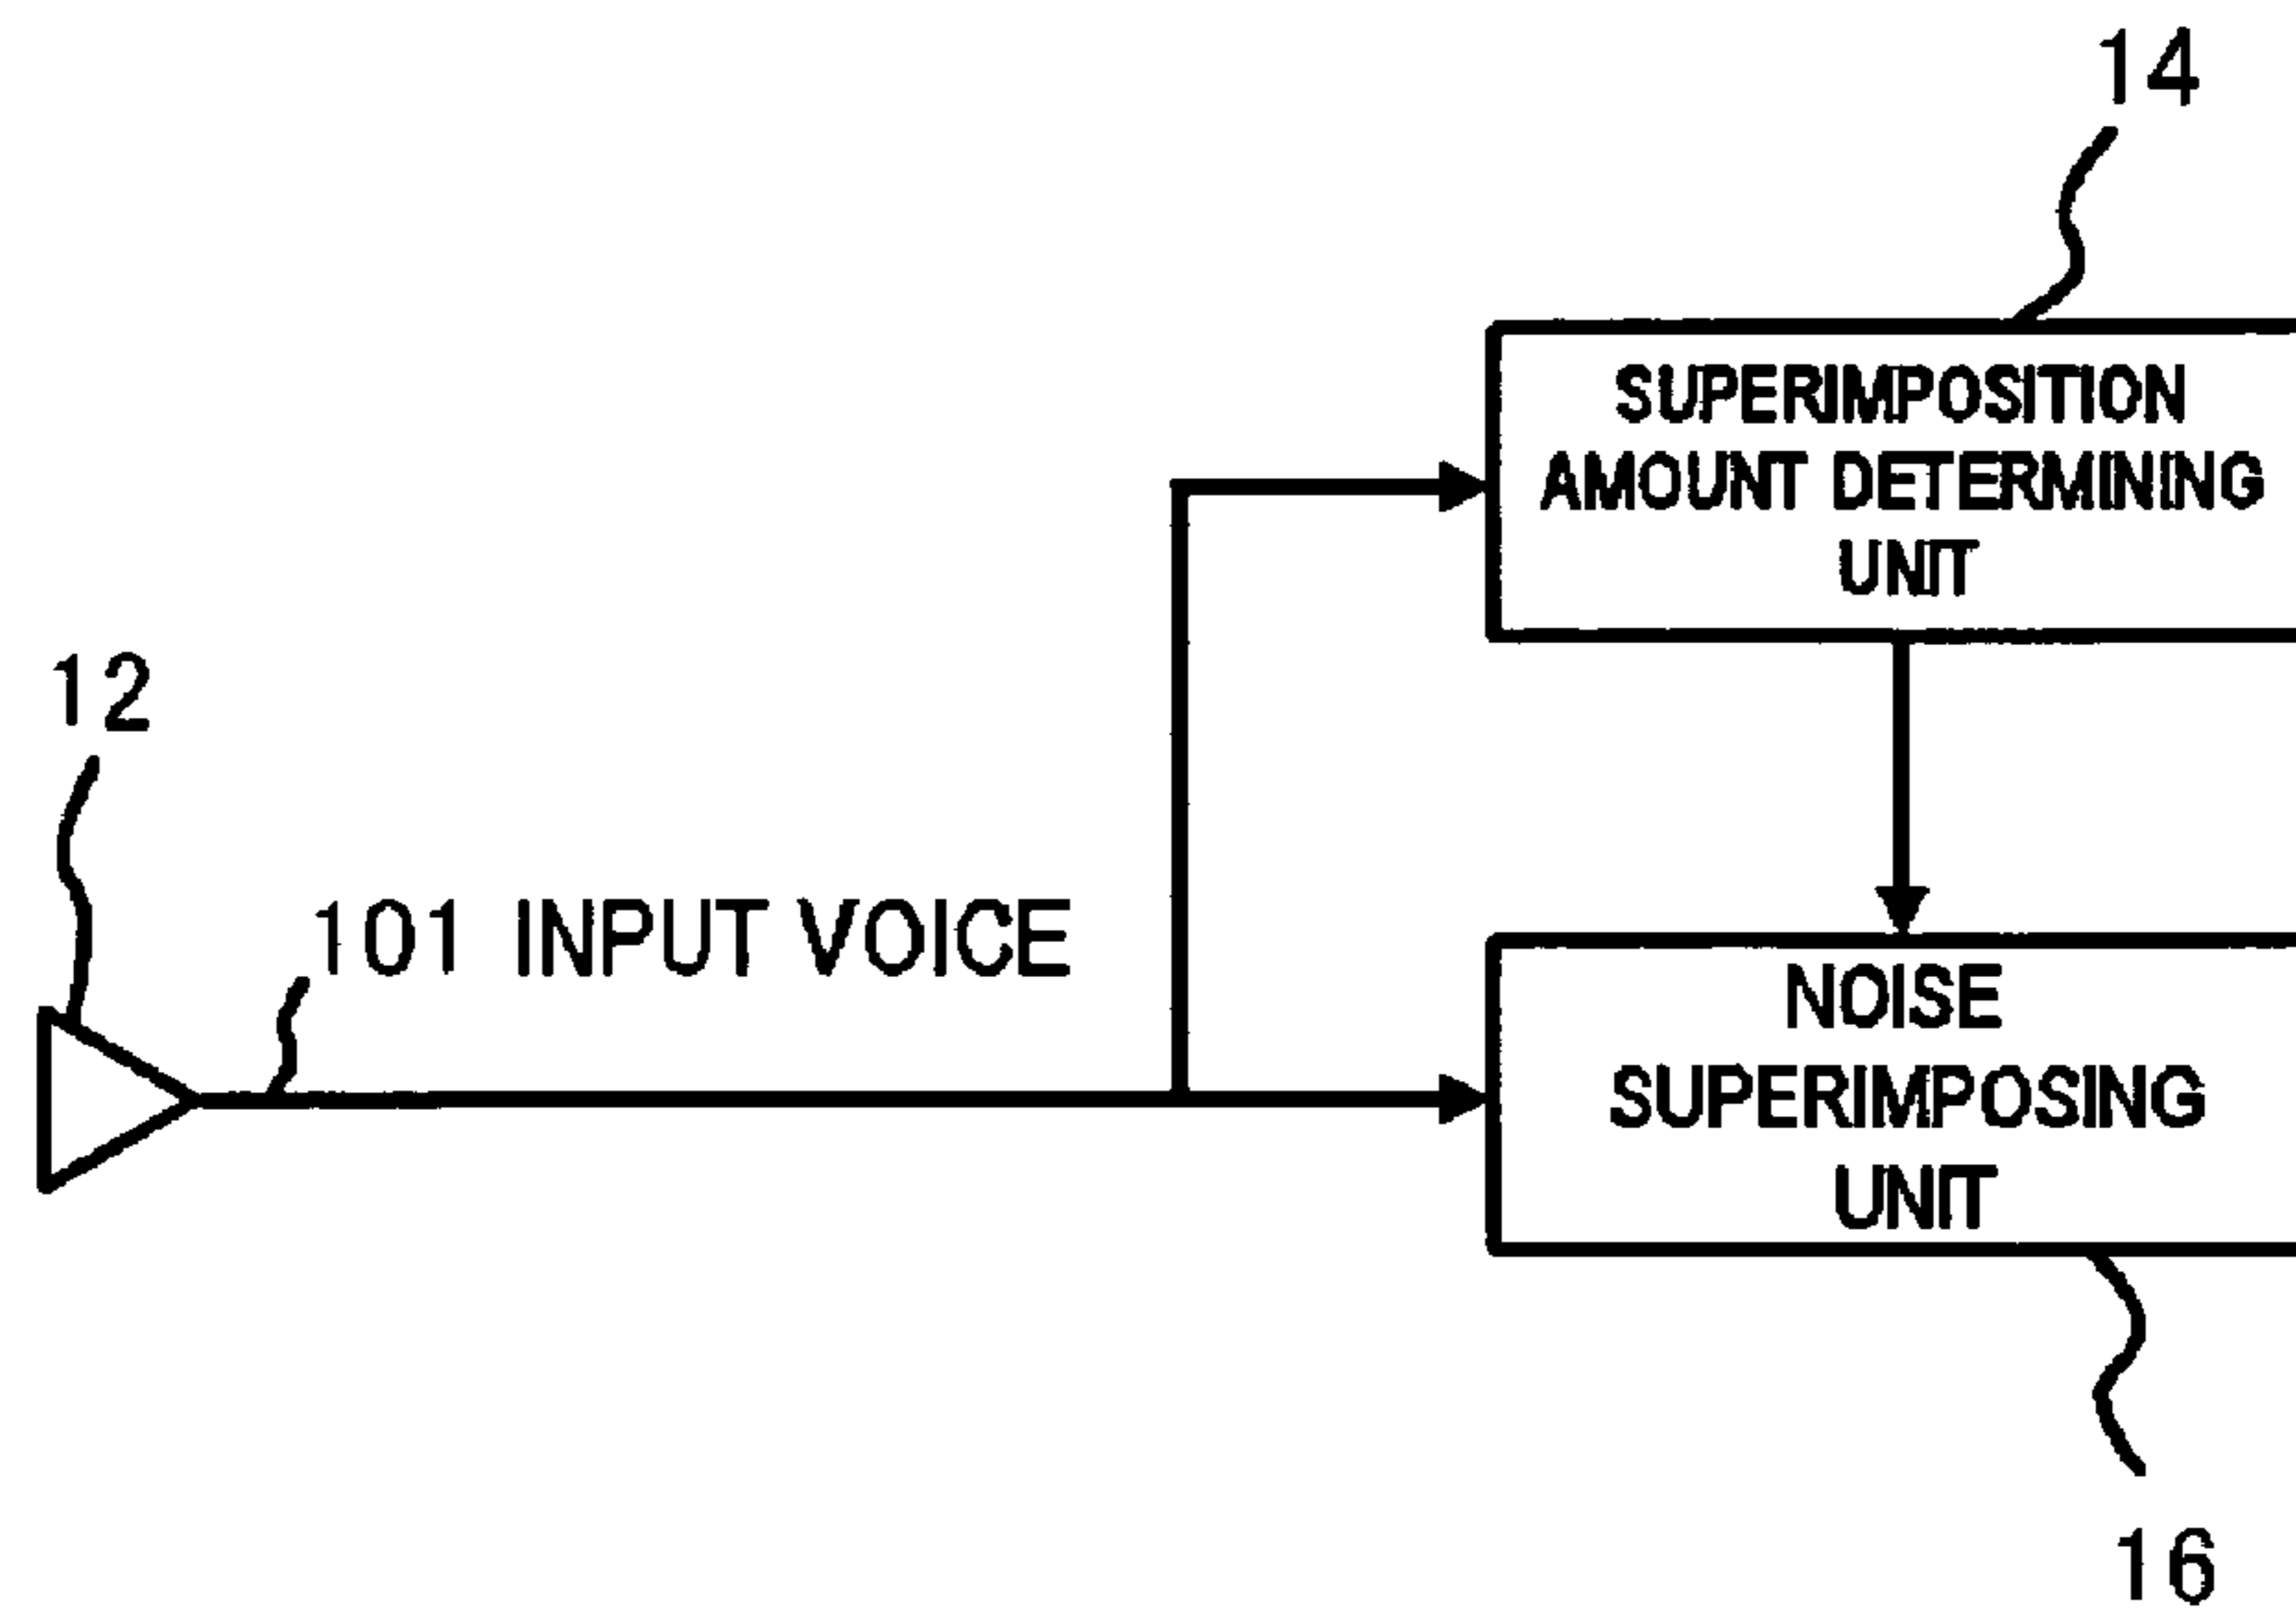 14
SUPERIMPOSITION
AMOUNT DETERMINING
UNIT
12
101 INPUT VOICE
NOISE
SUPERIMPOSING
UNIT
16